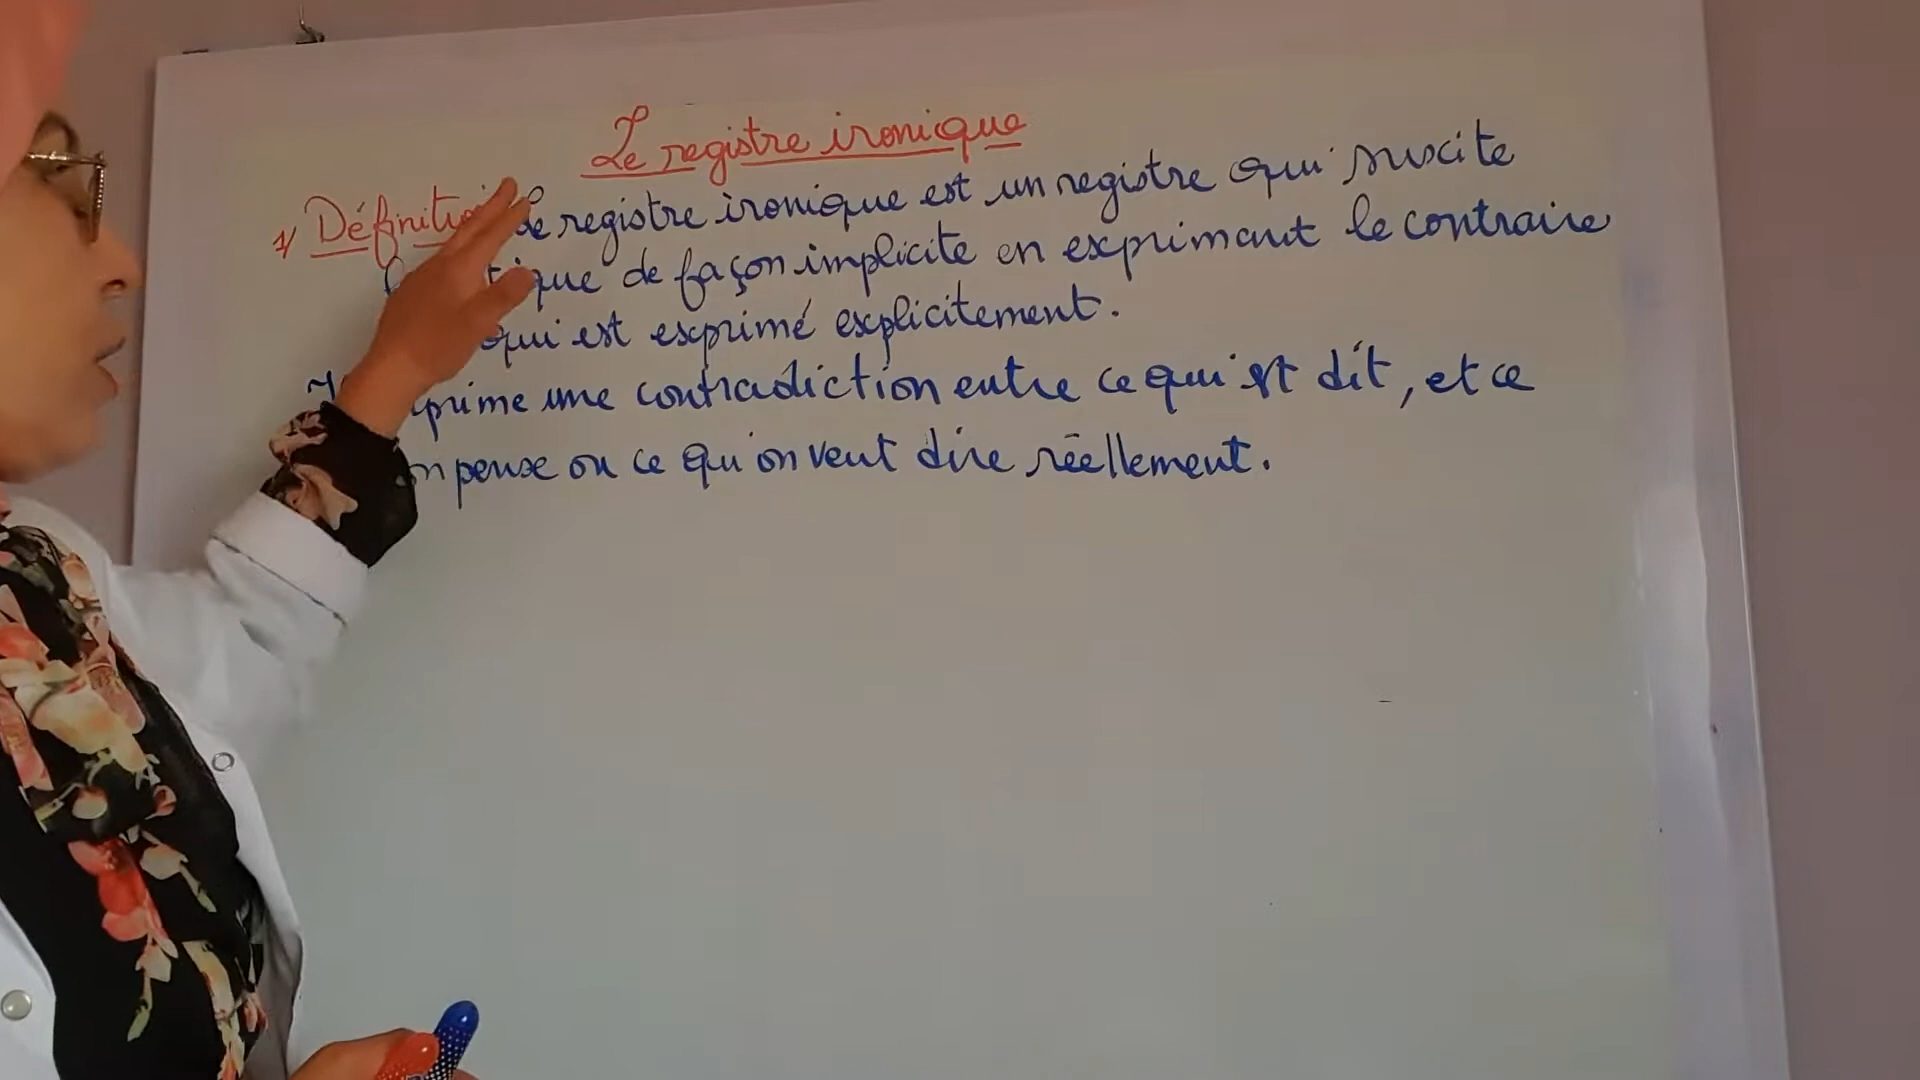 Le registre ironique
1/ Définition Le registre ironique est un registre qui suscite
que de façon implicite en exprimant le contraire
qui est exprimé explicitement.
prime une contradiction entre ce qui est dit, et ce
on pense ou ce qu'on veut dire réellement.